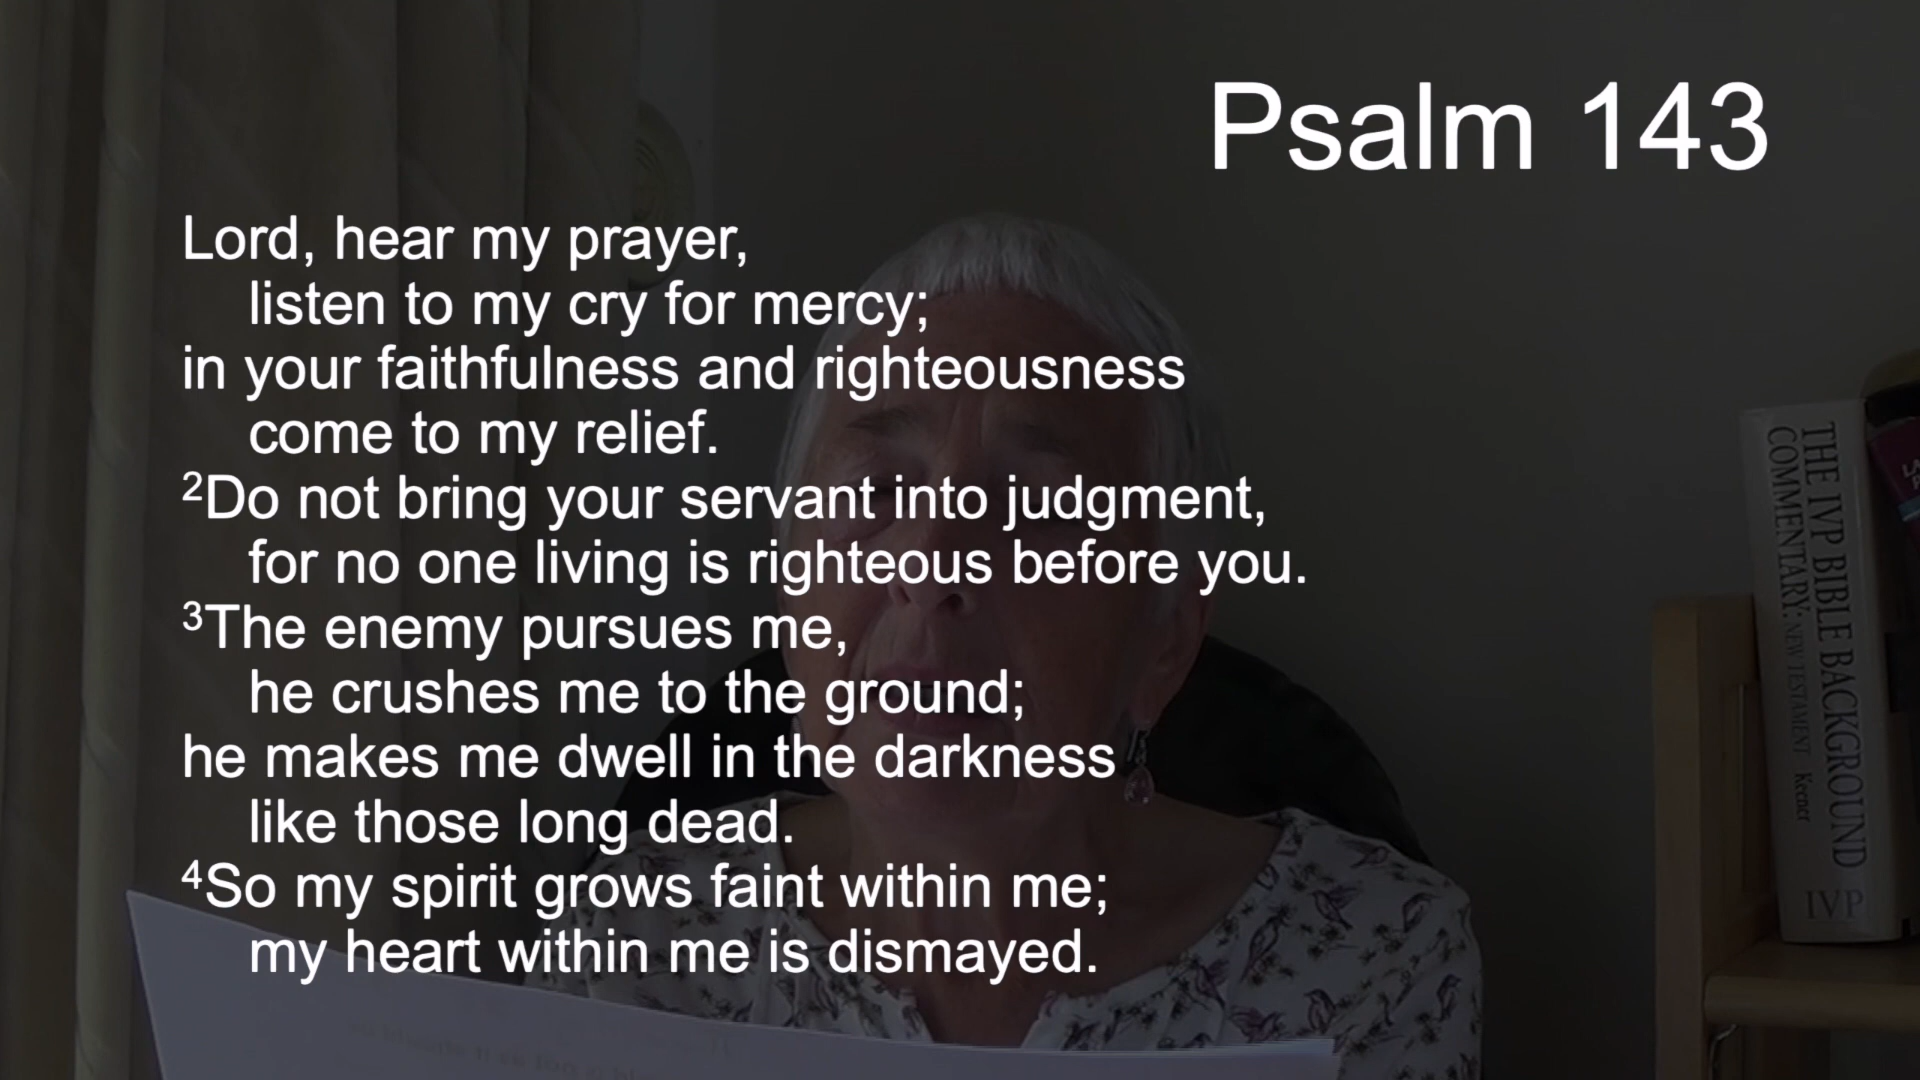 Psalm 143
Lord, hear my prayer,
listen to my cry for mercy;
in your faithfulness and righteousness
come to my relief.
²Do not bring your servant into judgment,
for no one living is righteous before you.
³The enemy pursues me,
he crushes me to the ground;
he makes me dwell in the darkness
like those long dead.
⁴So my spirit grows faint within me;
my heart within me is dismayed.
THE IVP BIBLE BACKGROUND
COMMENTARY: NEW TESTAMENT Keener
IVP